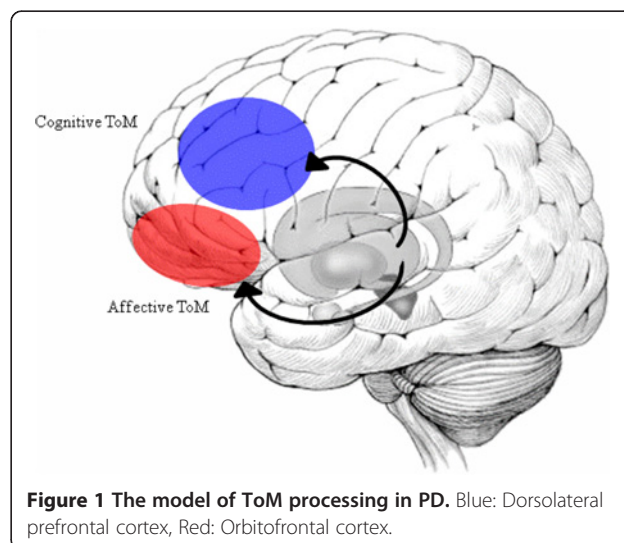 Cognitive ToM
Affective ToM
Figure 1 The model of ToM processing in PD. Blue: Dorsolateral
prefrontal cortex, Red: Orbitofrontal cortex.